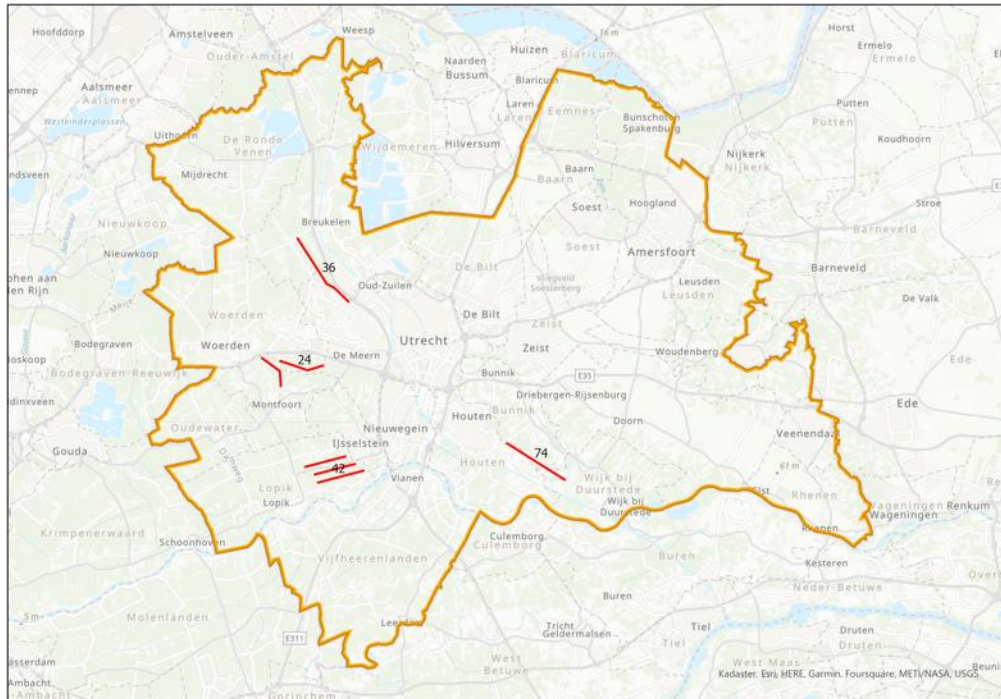 Hoofddorp
Amstelveen
Weesp
Ouder-Amstel
Naarden
Bussum
Huizen
16 m
Blaricum
Horst
Ermelo
Ermelo
Aalsmeer
Aalsmeer
Westeinderplassen
Blaricum
Laren
Laren
Eemnes
Putten
Putten
Bunschoten
Spakenburg
Koudhoorn
Uithoorn
De Ronde
Venen
Wijdemeren
Hilversum
Nijkerk
Nijkerk
Mijdrecht
Baarn
Baarn
Soest
Hoogland
Stroe
Nieuwkoop
Breukelen
Barneveld
Nieuwkoop
Soest
Amersfoort
36
De Bilt
Vliegveld
Soesterberg
Barneveld
Oud-Zuilen
Leusden
Leusden
De Valk
Meije
Woerden
De Bilt
Zeist
Bodegraven
Woerden
De Meern
Utrecht
Zeist
Woudenberg
24
Ede
Bodegraven-Reeuwijk
Bunnik
E35
Driebergen-Rijsenburg
Montfoort
Ede
Houten
Bunnik
Doorn
Oudewater
Nieuwegein
Veenendaal
Gouda
IJsselstein
74
42
Houten
61 m
Lopik
Lopik
Vianen
Wijk bij
Duurstede
Elst
Rhenen
Wijk bij
Duurstede
Wageningen
Wageningen
Renkum
Krimpenerwaard
Rhenen
Schoonhoven
Culemborg
Culemborg
Vijfheerenlanden
Buren
Kesteren
Neder-Betuwe
Molenlanden
Buren
Tiel
E311
Tricht
Geldermalsen
Tiel
Druten
Druten
West
Betuwe
West Maas
Gorinchem
Kadaster, Esri, HERE, Garmin, Foursquare, METI/NASA, USGS